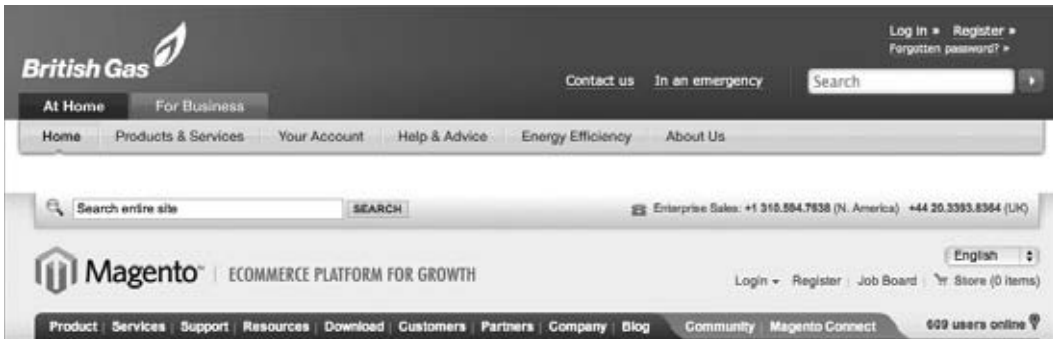 Log in » Register »
Forgotten password? »
British Gas
Contact us In an emergency Search
At Home For Business
Home Products & Services Your Account Help & Advice Energy Efficiency About Us
Search entire site SEARCH Enterprise Sales: +1 310.594.7638 (N. America) +44 20.3393.8364 (UK)
English
Magento™ ECOMMERCE PLATFORM FOR GROWTH
Login Register Job Board Store (0 items)
Product Services Support Resources Download Customers Partners Company Blog Community Magento Connect 609 users online